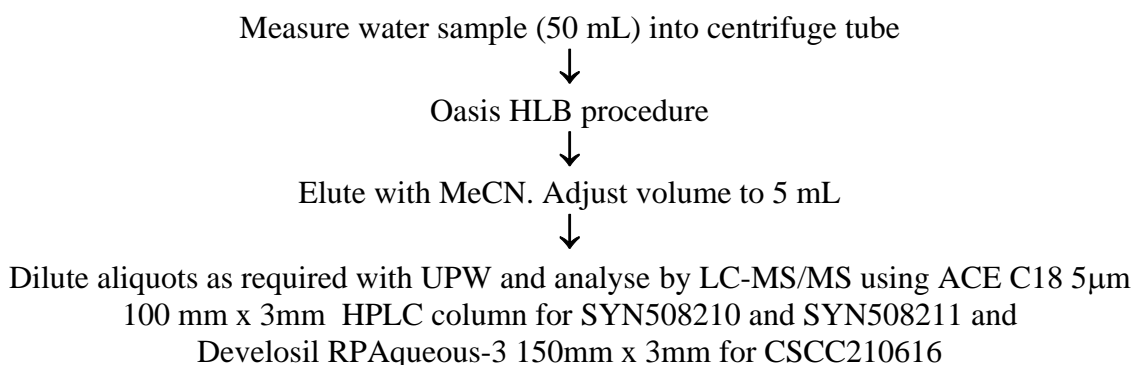 Measure water sample (50 mL) into centrifuge tube
Oasis HLB procedure
Elute with MeCN. Adjust volume to 5 mL
Dilute aliquots as required with UPW and analyse by LC-MS/MS using ACE C18 5μm
100 mm x 3mm  HPLC column for SYN508210 and SYN508211 and
Develosil RPAqueous-3 150mm x 3mm for CSCC210616